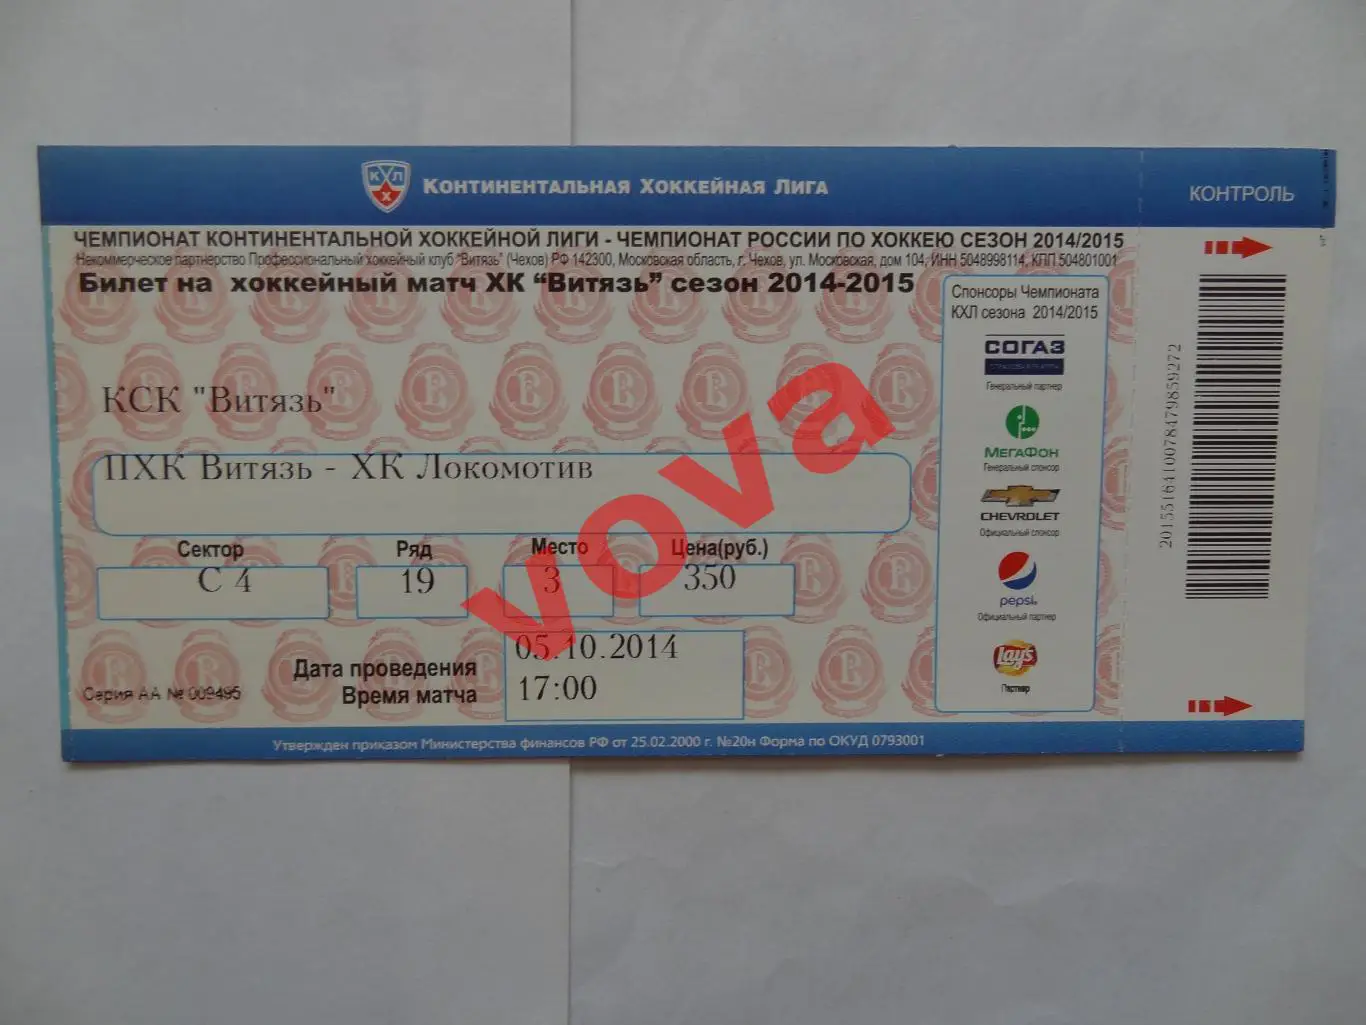 КХЛ
Континентальная Хоккейная Лига
КОНТРОЛЬ
ЧЕМПИОНАТ КОНТИНЕНТАЛЬНОЙ ХОККЕЙНОЙ ЛИГИ - ЧЕМПИОНАТ РОССИИ ПО ХОККЕЮ СЕЗОН 2014/2015
Некоммерческое партнерство Профессиональный хоккейный клуб "Витязь" (Чехов) РФ 142300, Московская область, г. Чехов, ул. Московская, дом 104, ИНН 5048998114, КПП 504801001
Билет на хоккейный матч ХК “Витязь” сезон 2014-2015
КСК "Витязь"
ПХК Витязь - ХК Локомотив
Сектор Ряд Место Цена(руб.)
С 4 19 3 350
Дата проведения 05.10.2014
Время матча 17:00
Серия АА № 009495
Спонсоры Чемпионата
КХЛ сезона 2014/2015
СОГАЗ
Генеральный партнер
МЕГАФОН
Генеральный спонсор
CHEVROLET
Официальный спонсор
pepsi
Официальный партнер
Lay's
Партнер
20155164100784798592​72
Утвержден приказом Министерства финансов РФ от 25.02.2000 г. №20н Форма по ОКУД 0793001
vova